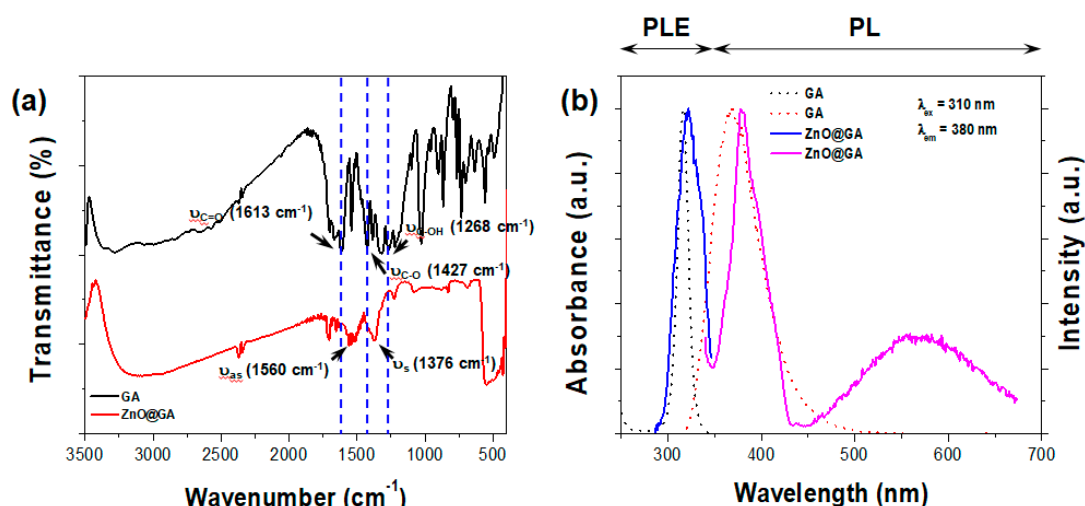 PLE
PL
(a)
Transmittance (%)
υC=O (1613 cm-1)
(1268 cm-1)
υC-O (1427 cm-1)
υas (1560 cm-1)
υs (1376 cm-1)
GA
ZnO@GA
3500 3000 2500 2000 1500 1000 500
Wavenumber (cm-1)
(b)
Absorbance (a.u.)
GA
GA
ZnO@GA
ZnO@GA
λex = 310 nm
λem = 380 nm
Intensity (a.u.)
300 400 500 600 700
Wavelength (nm)